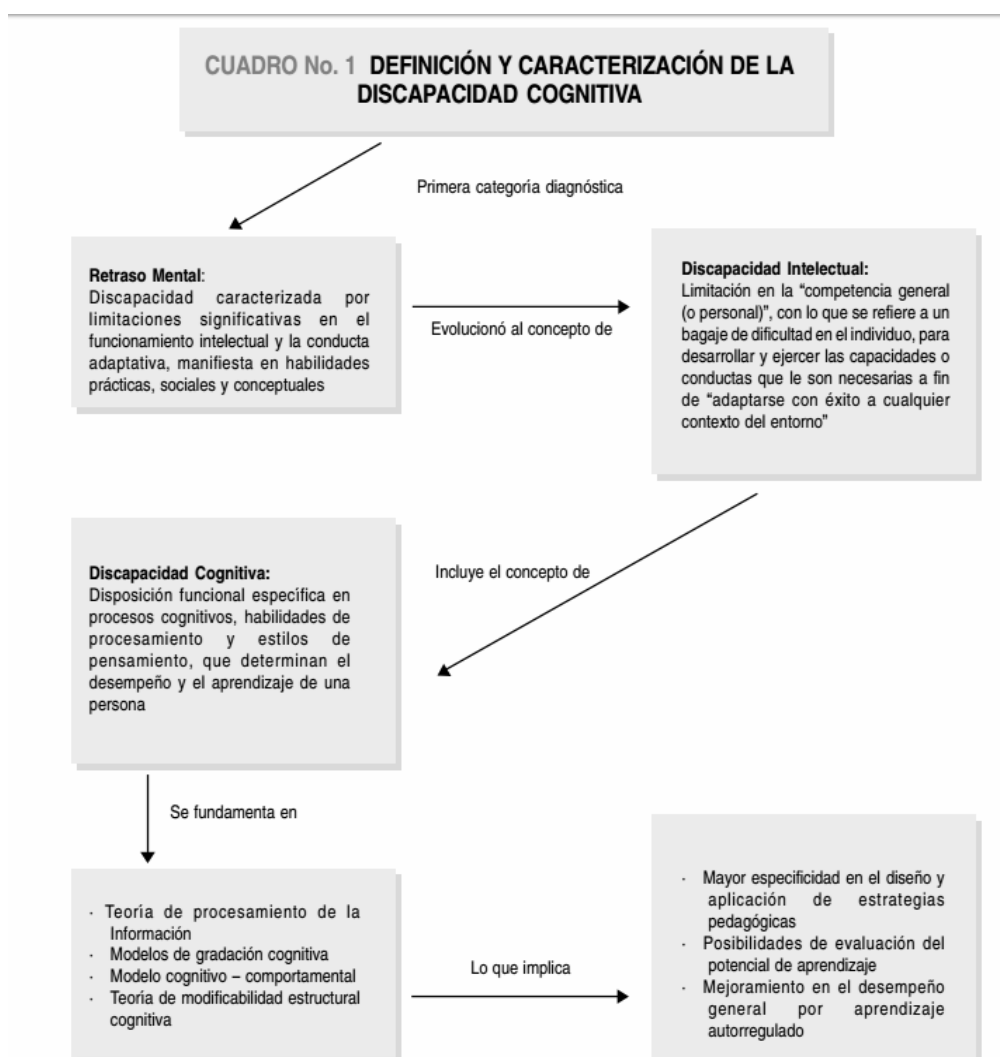 CUADRO No. 1 DEFINICIÓN Y CARACTERIZACIÓN DE LA
DISCAPACIDAD COGNITIVA
Primera categoría diagnóstica
Retraso Mental:
Discapacidad caracterizada por
limitaciones significativas en el
funcionamiento intelectual y la conducta
adaptativa, manifiesta en habilidades
prácticas, sociales y conceptuales
Evolucionó al concepto de
Discapacidad Intelectual:
Limitación en la “competencia general
(o personal)”, con lo que se refiere a un
bagaje de dificultad en el individuo, para
desarrollar y ejercer las capacidades o
conductas que le son necesarias a fin
de “adaptarse con éxito a cualquier
contexto del entorno”
Incluye el concepto de
Discapacidad Cognitiva:
Disposición funcional específica en
procesos cognitivos, habilidades de
procesamiento y estilos de
pensamiento, que determinan el
desempeño y el aprendizaje de una
persona
Se fundamenta en
· Teoría de procesamiento de la
Información
· Modelos de gradación cognitiva
· Modelo cognitivo – comportamental
· Teoría de modificabilidad estructural
cognitiva
Lo que implica
· Mayor especificidad en el diseño y
aplicación de estrategias
pedagógicas
· Posibilidades de evaluación del
potencial de aprendizaje
· Mejoramiento en el desempeño
general por aprendizaje
autorregulado